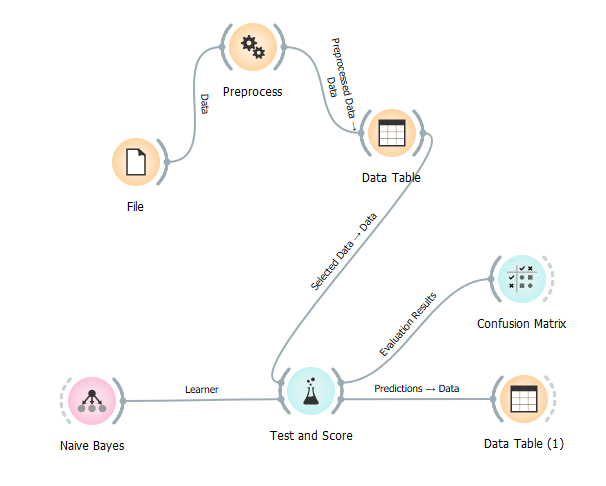 Preprocess
Data
Preprocessed Data →
Data
Data Table
File
Selected Data → Data
Evaluation Results
Confusion Matrix
Learner
Predictions → Data
Naive Bayes
Test and Score
Data Table (1)